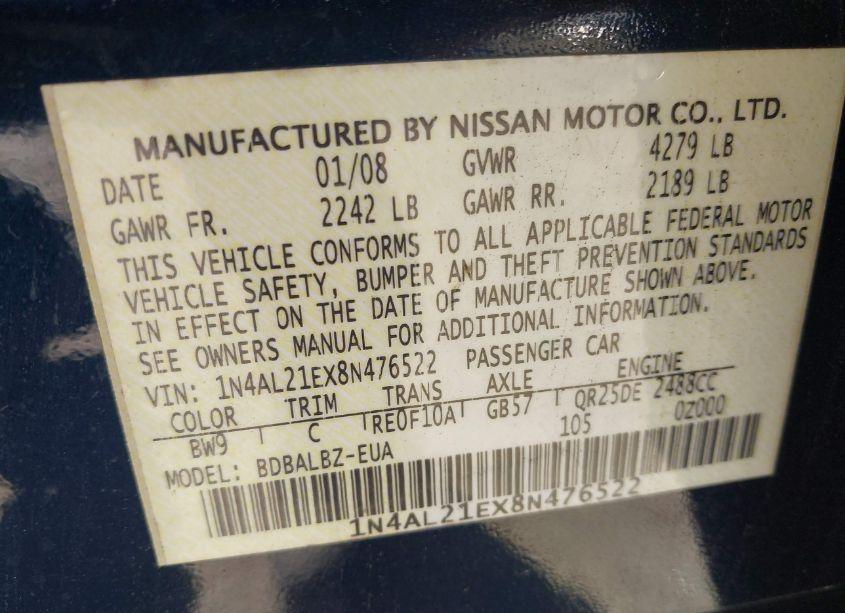 MANUFACTURED BY NISSAN MOTOR CO., LTD.
DATE 01/08 GVWR 4279 LB
GAWR FR. 2242 LB GAWR RR. 2189 LB
THIS VEHICLE CONFORMS TO ALL APPLICABLE FEDERAL MOTOR
VEHICLE SAFETY, BUMPER AND THEFT PREVENTION STANDARDS
IN EFFECT ON THE DATE OF MANUFACTURE SHOWN ABOVE.
SEE OWNERS MANUAL FOR ADDITIONAL INFORMATION.
VIN: 1N4AL21EX8N476522 PASSENGER CAR
COLOR TRIM TRANS AXLE ENGINE
BW9 C RE0F10A GB57 QR25DE 2488CC
105 0Z000
MODEL: BDBALBZ-EUA
1N4AL21EX8N476522